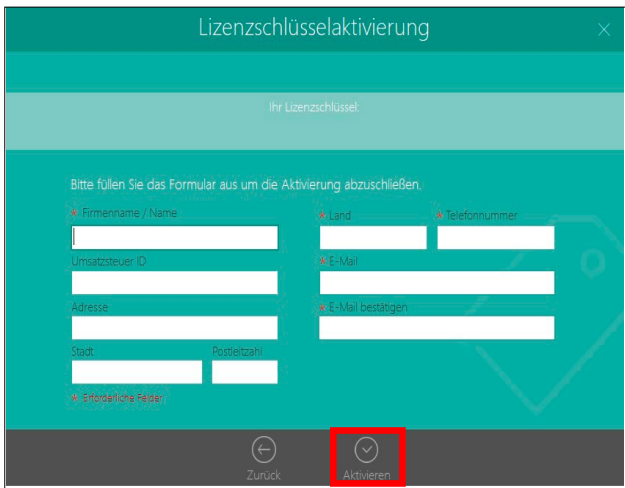 Lizenzschlüsselaktivierung
Ihr Lizenzschlüssel:
Bitte füllen Sie das Formular aus um die Aktivierung abzuschließen.
* Firmenname / Name
* Land
* Telefonnummer
Umsatzsteuer ID
* E-Mail
Adresse
* E-Mail bestätigen
Stadt
Postleitzahl
* Erforderliche Felder
Zurück
Aktivieren